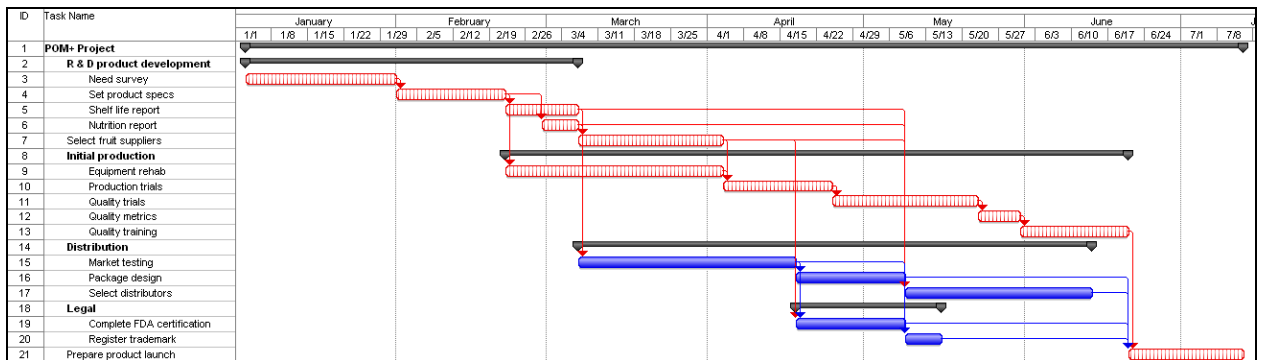 ID Task Name January February March April May June J
1/1 1/8 1/15 1/22 1/29 2/5 2/12 2/19 2/26 3/4 3/11 3/18 3/25 4/1 4/8 4/15 4/22 4/29 5/6 5/13 5/20 5/27 6/3 6/10 6/17 6/24 7/1 7/8
1 POM+ Project
2 R & D product development
3 Need survey
4 Set product specs
5 Shelf life report
6 Nutrition report
7 Select fruit suppliers
8 Initial production
9 Equipment rehab
10 Production trials
11 Quality trials
12 Quality metrics
13 Quality training
14 Distribution
15 Market testing
16 Package design
17 Select distributors
18 Legal
19 Complete FDA certification
20 Register trademark
21 Prepare product launch